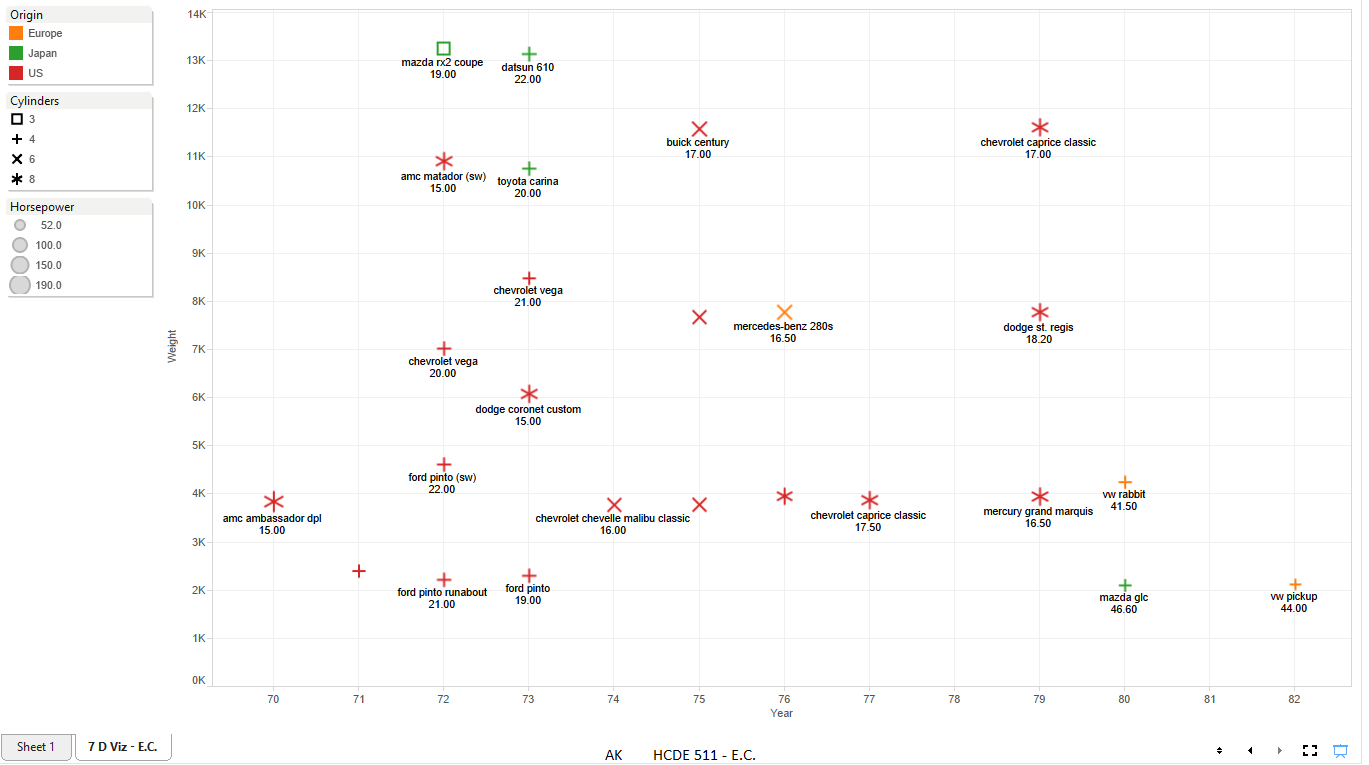 Origin
Europe
Japan
US
Cylinders
3
4
6
8
Horsepower
52.0
100.0
150.0
190.0
14K
13K
12K
11K
10K
9K
8K
7K
6K
5K
4K
3K
2K
1K
0K
Weight
mazda rx2 coupe
19.00
datsun 610
22.00
buick century
17.00
chevrolet caprice classic
17.00
amc matador (sw)
15.00
toyota carina
20.00
chevrolet vega
21.00
mercedes-benz 280s
16.50
dodge st. regis
18.20
chevrolet vega
20.00
dodge coronet custom
15.00
ford pinto (sw)
22.00
amc ambassador dpl
15.00
chevrolet chevelle malibu classic
16.00
chevrolet caprice classic
17.50
mercury grand marquis
16.50
vw rabbit
41.50
ford pinto runabout
21.00
ford pinto
19.00
mazda glc
46.60
vw pickup
44.00
70 71 72 73 74 75 76 77 78 79 80 81 82
Year
Sheet 1 7 D Viz - E.C.
AK HCDE 511 - E.C.